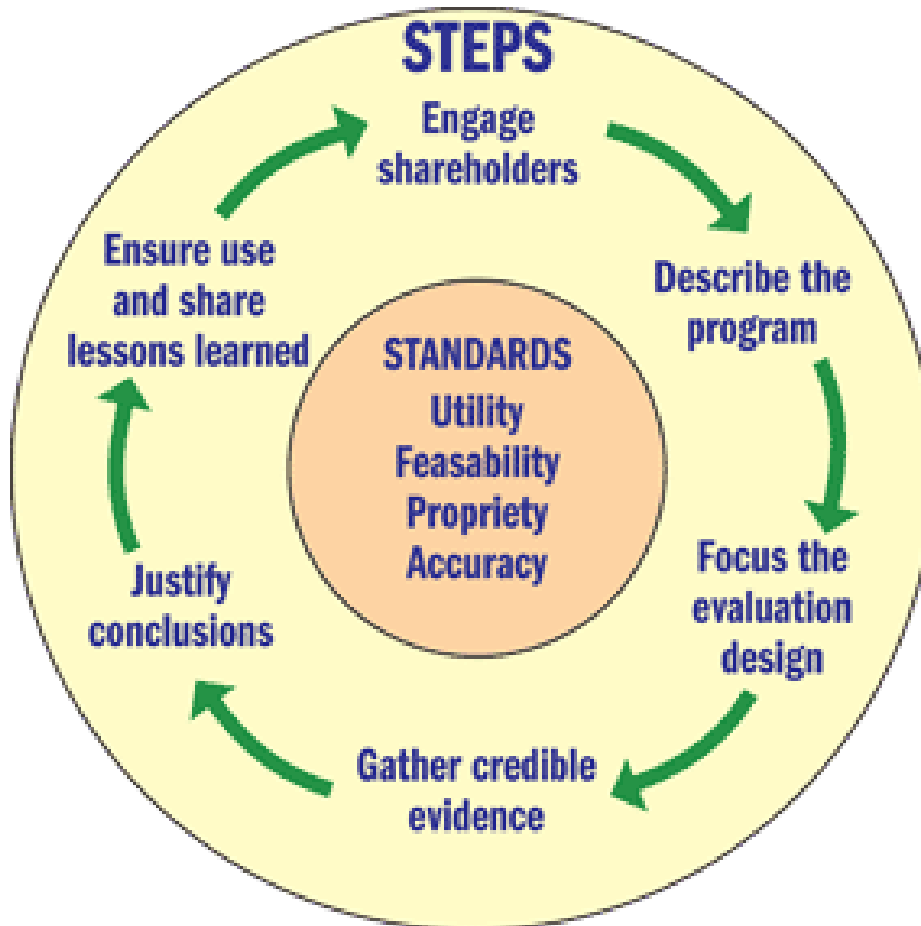 STEPS
Engage
shareholders
Describe the
program
Focus the
evaluation
design
Gather credible
evidence
Justify
conclusions
Ensure use
and share
lessons learned
STANDARDS
Utility
Feasability
Propriety
Accuracy